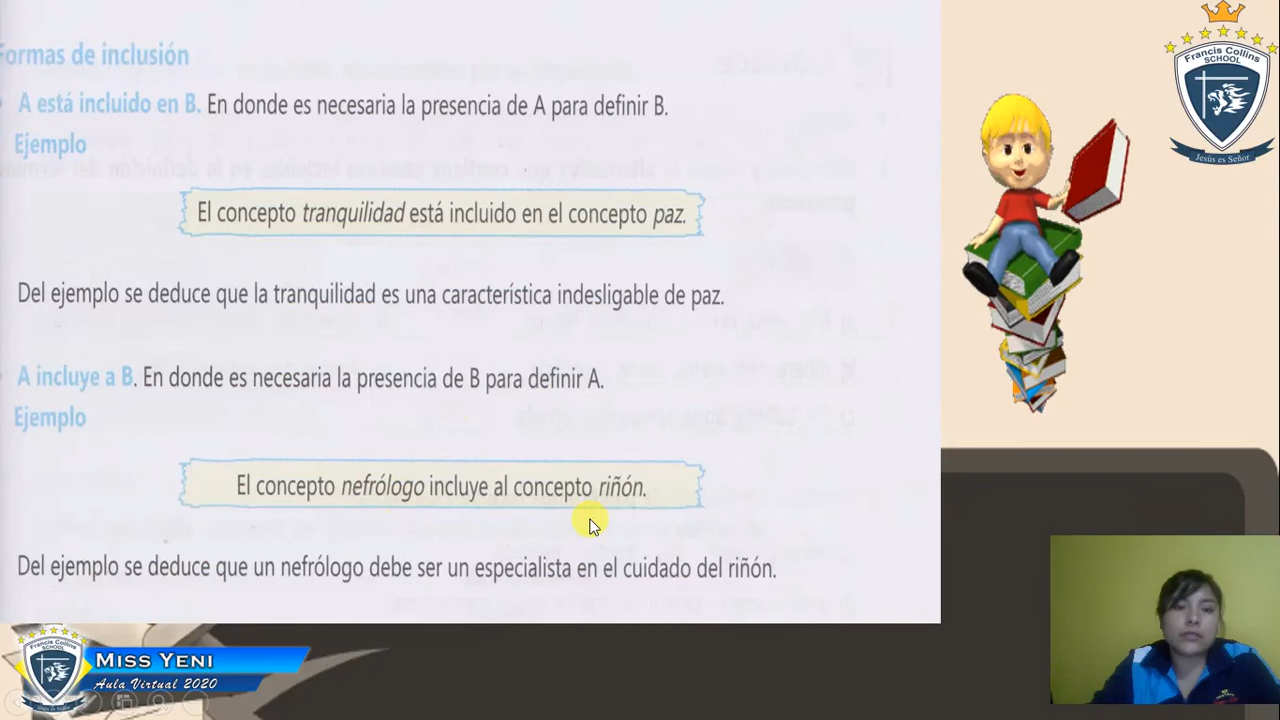 Formas de inclusión
A está incluido en B. En donde es necesaria la presencia de A para definir B.
Ejemplo
El concepto tranquilidad está incluido en el concepto paz.
Del ejemplo se deduce que la tranquilidad es una característica indesligable de paz.
A incluye a B. En donde es necesaria la presencia de B para definir A.
Ejemplo
El concepto nefrólogo incluye al concepto riñón.
Del ejemplo se deduce que un nefrólogo debe ser un especialista en el cuidado del riñón.
Francis Collins
SCHOOL
Jesús es Señor
Francis Collins
SCHOOL
Miss Yeni
Aula Virtual 2020